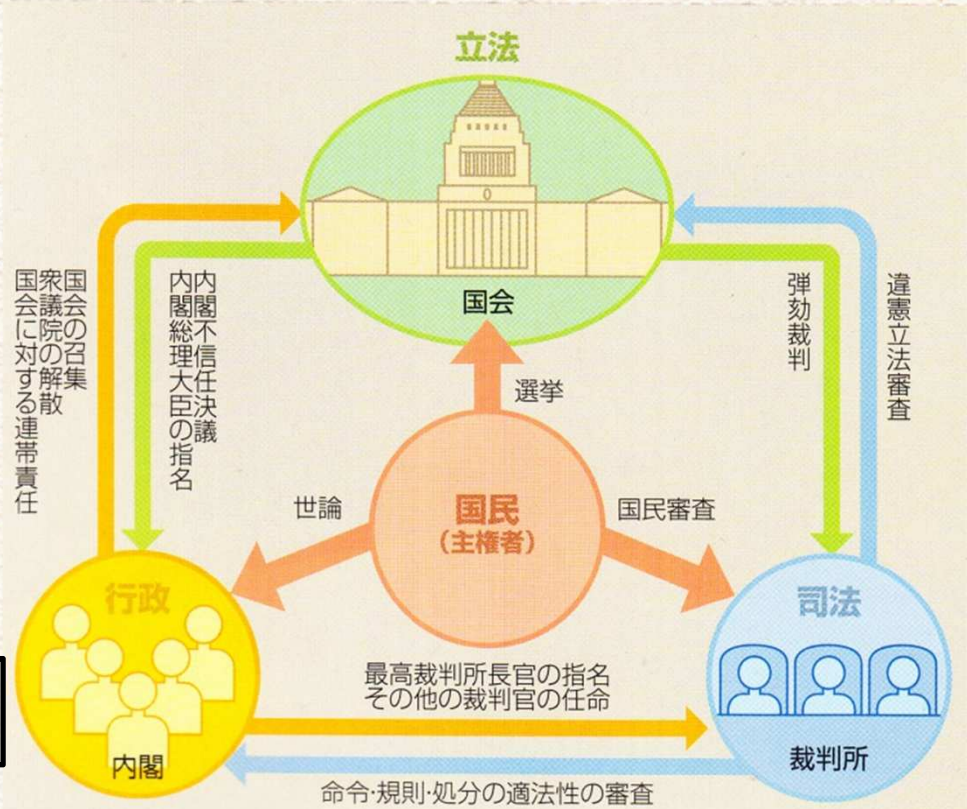 立法
国会
国会の召集
衆議院の解散
国会に対する連帯責任
内閣不信任決議
内閣総理大臣の指名
弾劾裁判
違憲立法審査
選挙
世論
国民
(主権者)
国民審査
行政
内閣
司法
裁判所
最高裁判所長官の指名
その他の裁判官の任命
命令・規則・処分の適法性の審査